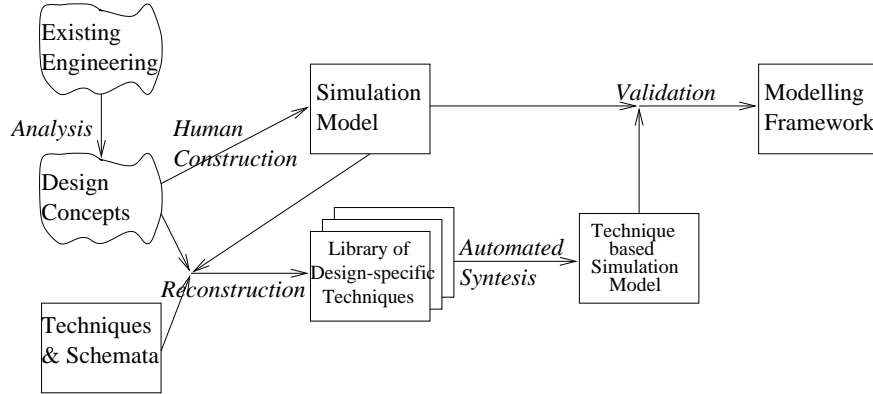 Existing
Engineering
Analysis
Design
Concepts
Human
Construction
Simulation
Model
Validation
Modelling
Framework
Techniques
& Schemata
Reconstruction
Library of
Design-specific
Techniques
Automated
Syntesis
Technique
based
Simulation
Model